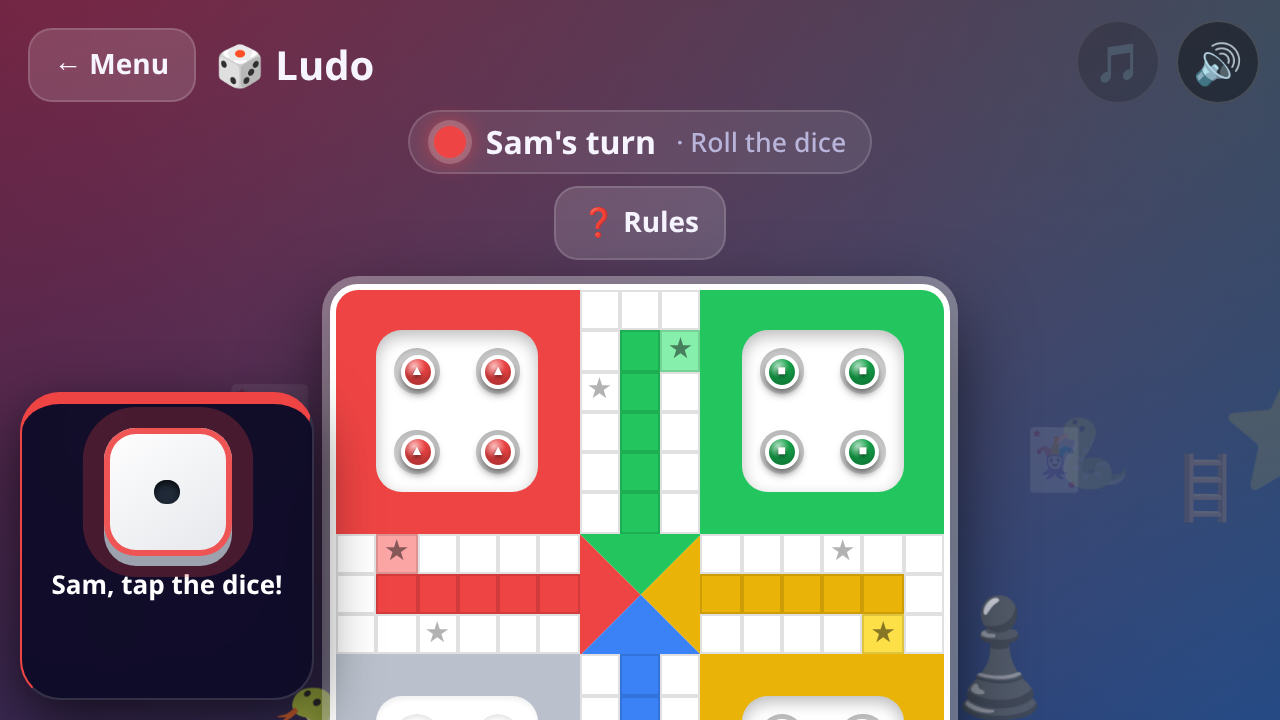 ← Menu
Ludo
Sam's turn · Roll the dice
❓ Rules
Sam, tap the dice!